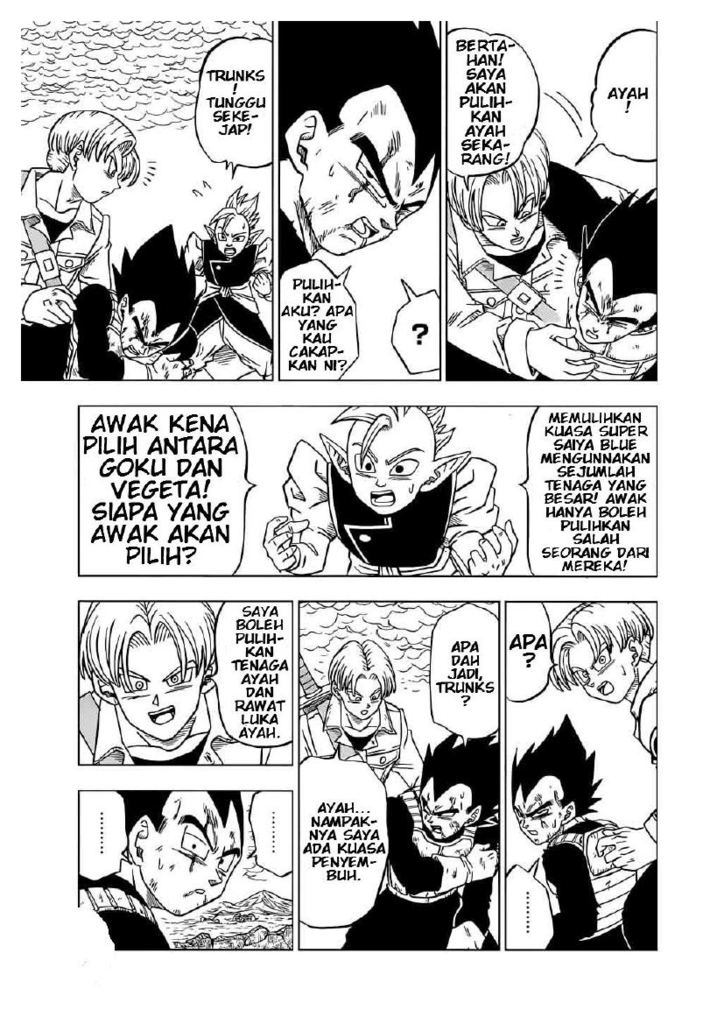 AYAH
!
BERTA-
HAN!
SAYA
AKAN
PULIH-
KAN
AYAH
SEKA-
RANG!
?
PULIH-
KAN
AKU? APA
YANG
KAU
CAKAP-
KAN NI?
TRUNKS
!
TUNGGU
SEKE-
JAP!
MEMULIHKAN
KUASA SUPER
SAIYA BLUE
MENGUNNAKAN
SEJUMLAH
TENAGA YANG
BESAR! AWAK
HANYA BOLEH
PULIHKAN
SALAH
SEORANG DARI
MEREKA!
AWAK KENA
PILIH ANTARA
GOKU DAN
VEGETA!
SIAPA YANG
AWAK AKAN
PILIH?
APA
?
........
APA
DAH
JADI,
TRUNKS
?
AYAH...
NAMPAK-
NYA SAYA
ADA KUASA
PENYEM-
BUH.
SAYA
BOLEH
PULIH-
KAN
TENAGA
AYAH
DAN
RAWAT
LUKA
AYAH.
........
........